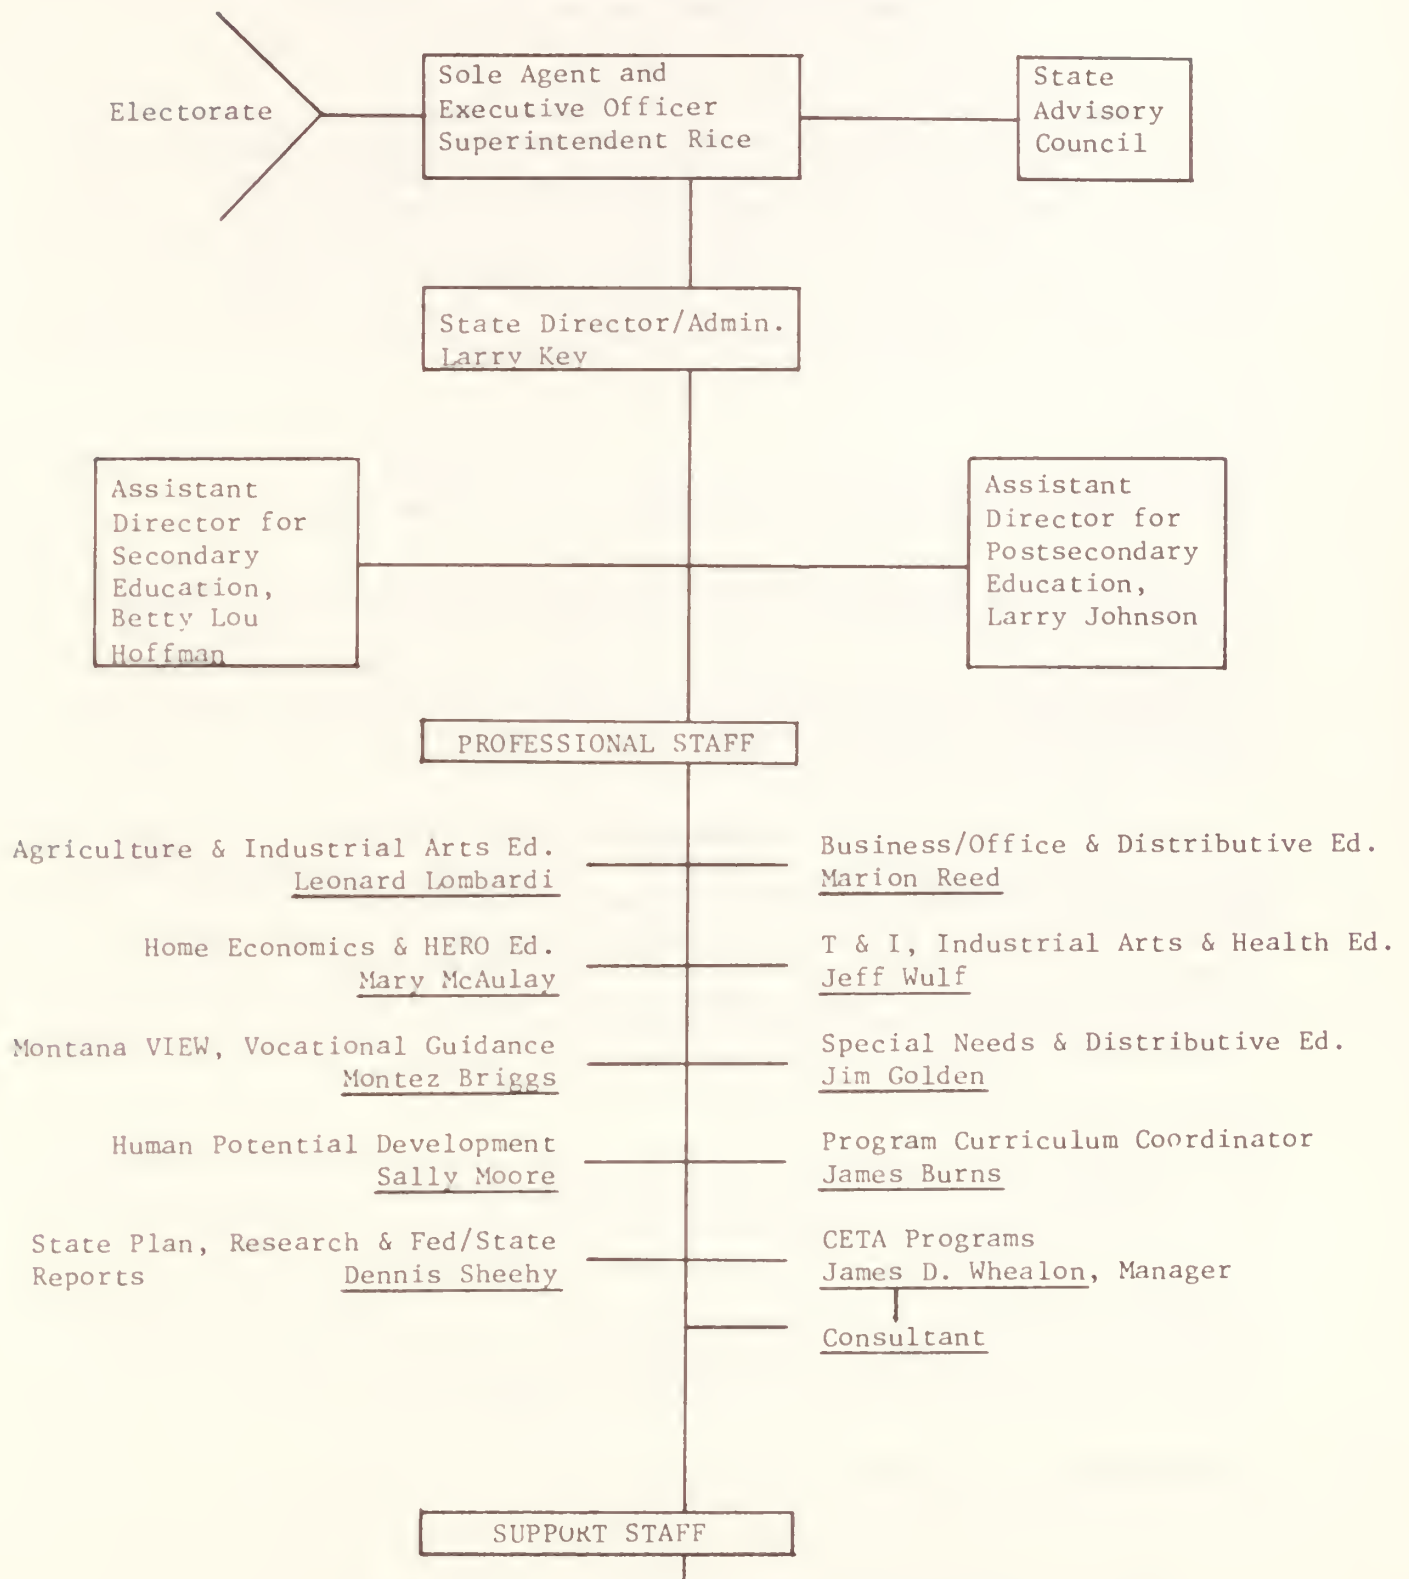 Electorate
Sole Agent and
Executive Officer
Superintendent Rice
State
Advisory
Council
State Director/Admin.
Larry Key
Assistant
Director for
Secondary
Education,
Betty Lou
Hoffman
Assistant
Director for
Postsecondary
Education,
Larry Johnson
PROFESSIONAL STAFF
Agriculture & Industrial Arts Ed.
Leonard Lombardi
Business/Office & Distributive Ed.
Marion Reed
Home Economics & HERO Ed.
Mary McAulay
T & I, Industrial Arts & Health Ed.
Jeff Wulf
Montana VIEW, Vocational Guidance
Montez Briggs
Special Needs & Distributive Ed.
Jim Golden
Human Potential Development
Sally Moore
Program Curriculum Coordinator
James Burns
State Plan, Research & Fed/State
Reports Dennis Sheehy
CETA Programs
James D. Whealon, Manager
Consultant
SUPPORT STAFF